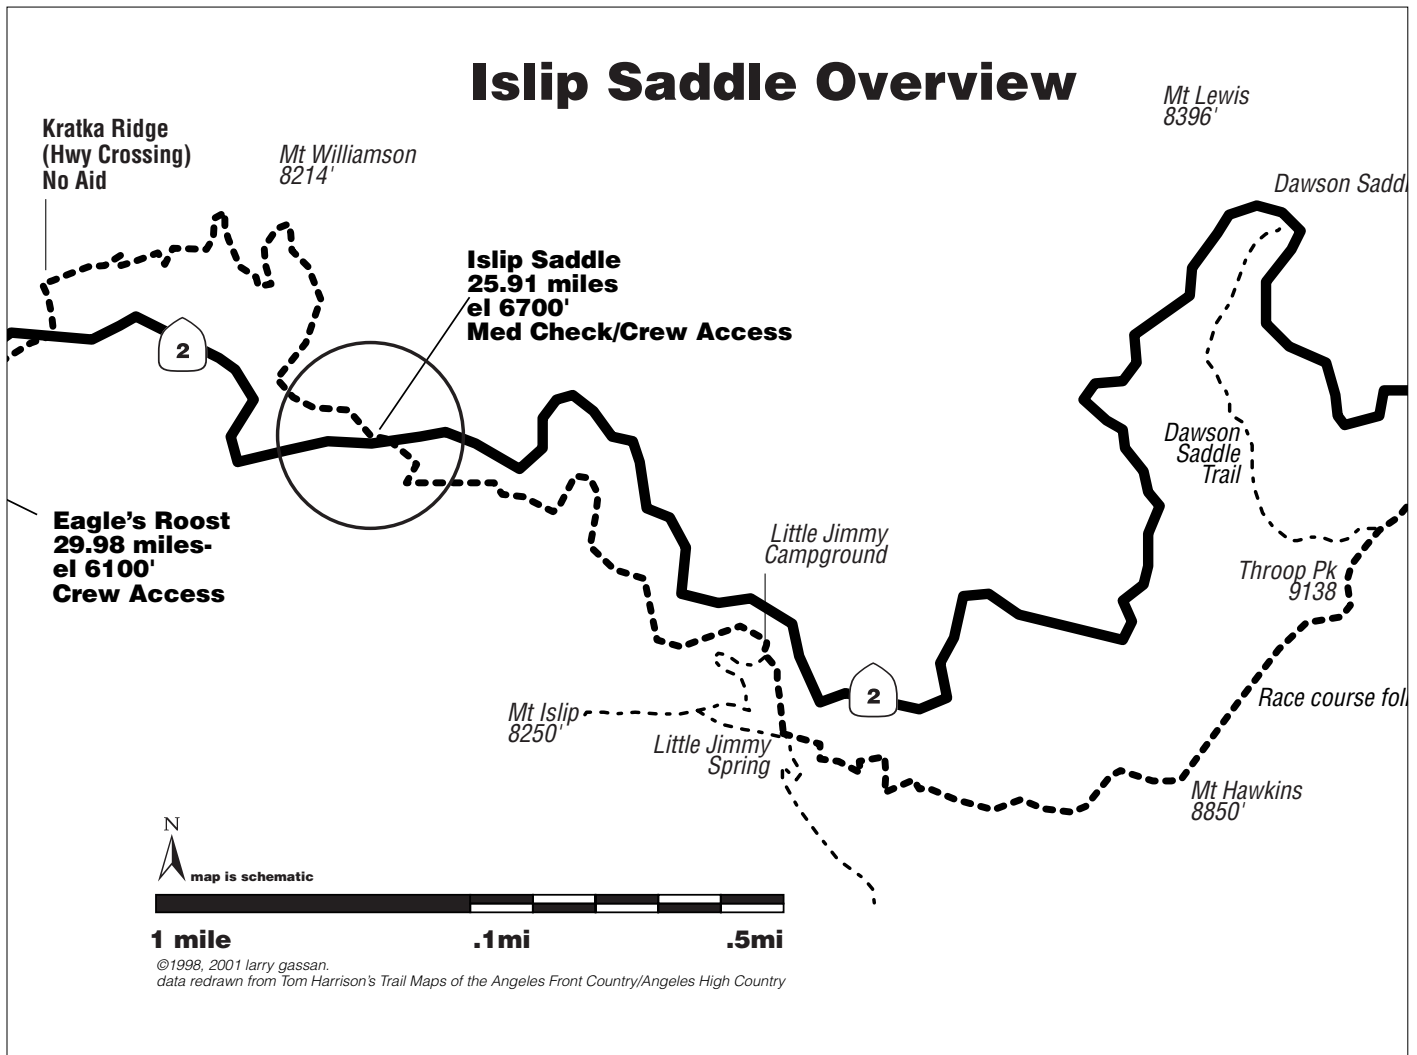 Islip Saddle Overview
Mt Lewis
8396'
Kratka Ridge
(Hwy Crossing)
No Aid
Mt Williamson
8214'
Dawson Saddl
Islip Saddle
25.91 miles
el 6700'
Med Check/Crew Access
2
Dawson
Saddle
Trail
Eagle's Roost
29.98 miles-
el 6100'
Crew Access
Little Jimmy
Campground
Throop Pk
9138
2
Race course foll
Mt Islip
8250'
Little Jimmy
Spring
Mt Hawkins
8850'
N
map is schematic
1 mile
.1mi
.5mi
©1998, 2001 larry gassan.
data redrawn from Tom Harrison's Trail Maps of the Angeles Front Country/Angeles High Country